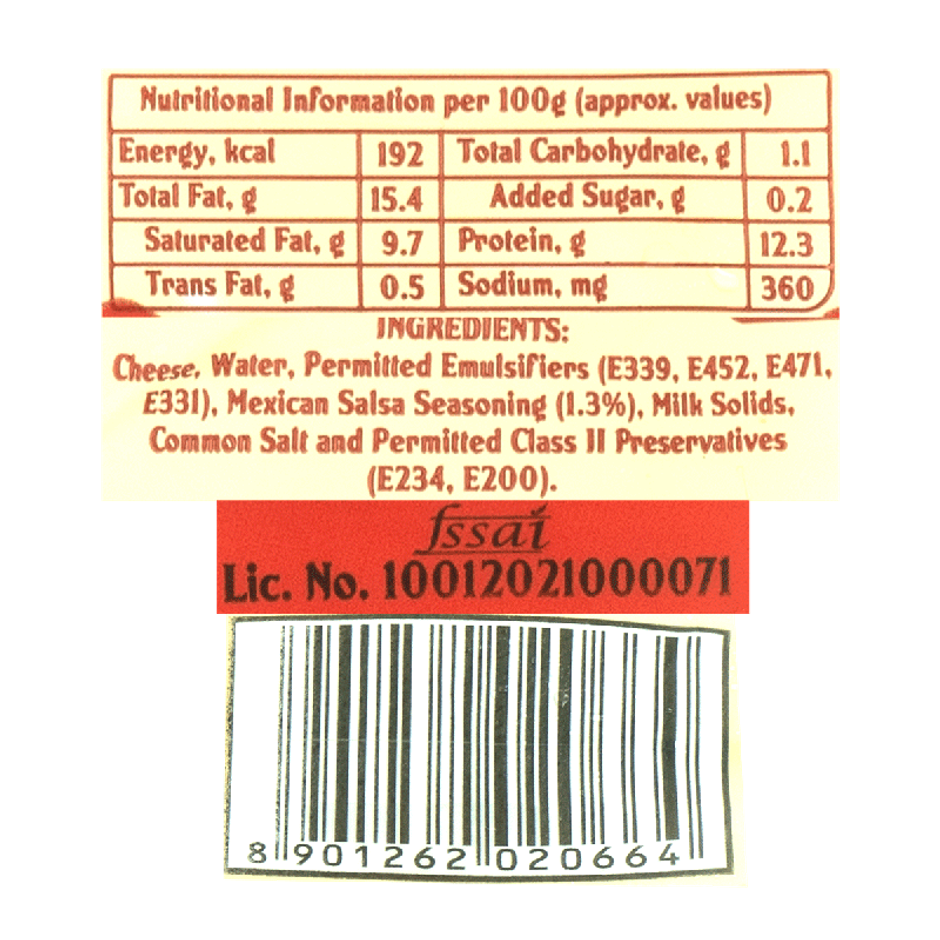 Nutritional Information per 100g (approx. values)
Energy, kcal 192 Total Carbohydrate, g 1.1
Total Fat, g 15.4 Added Sugar, g 0.2
Saturated Fat, g 9.7 Protein, g 12.3
Trans Fat, g 0.5 Sodium, mg 360
INGREDIENTS:
Cheese, Water, Permitted Emulsifiers (E339, E452, E471,
E331), Mexican Salsa Seasoning (1.3%), Milk Solids,
Common Salt and Permitted Class II Preservatives
(E234, E200).
fssai
Lic. No. 10012021000071
8 901262 020664